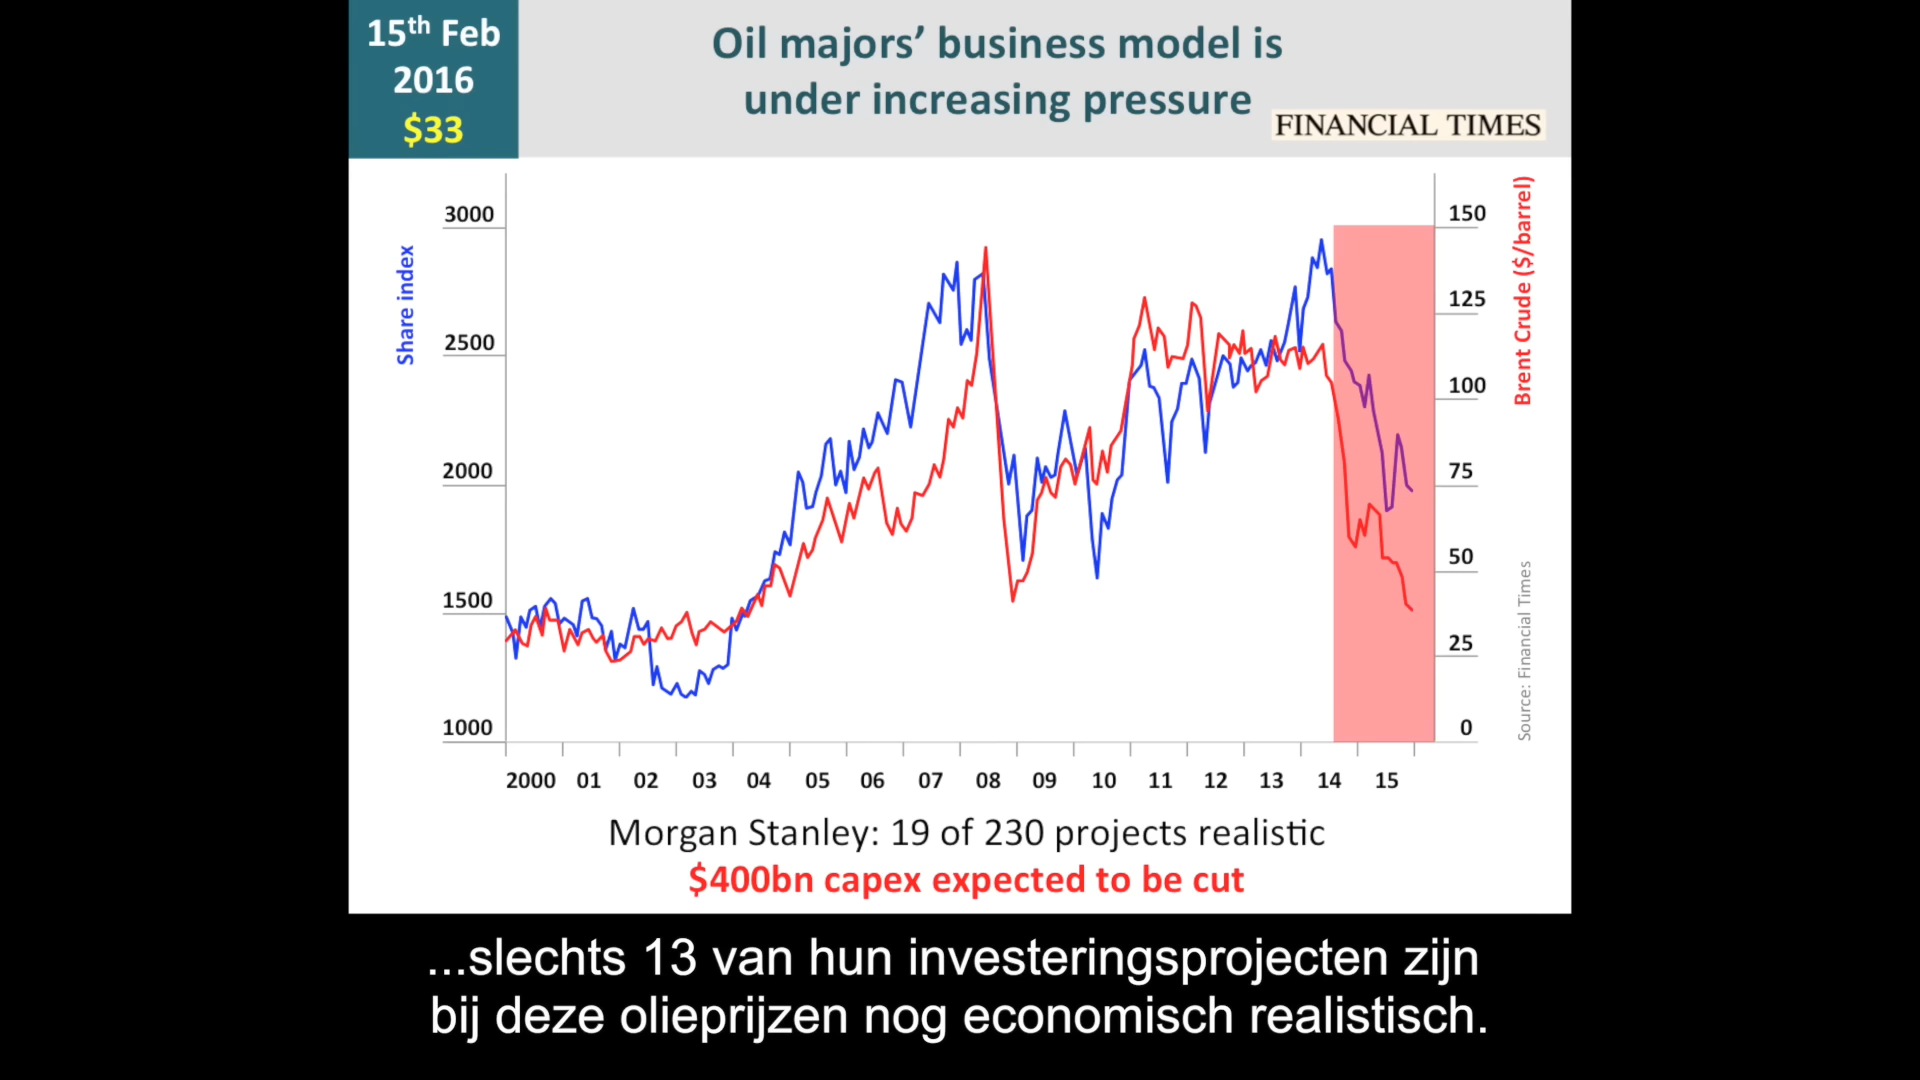 15th Feb
2016
$33
Oil majors’ business model is
under increasing pressure
FINANCIAL TIMES
Share index
3000
2500
2000
1500
1000
150
125
100
75
50
25
0
Brent Crude ($/barrel)
Source: Financial Times
2000 01 02 03 04 05 06 07 08 09 10 11 12 13 14 15
Morgan Stanley: 19 of 230 projects realistic
$400bn capex expected to be cut
...slechts 13 van hun investeringsprojecten zijn
bij deze olieprijzen nog economisch realistisch.